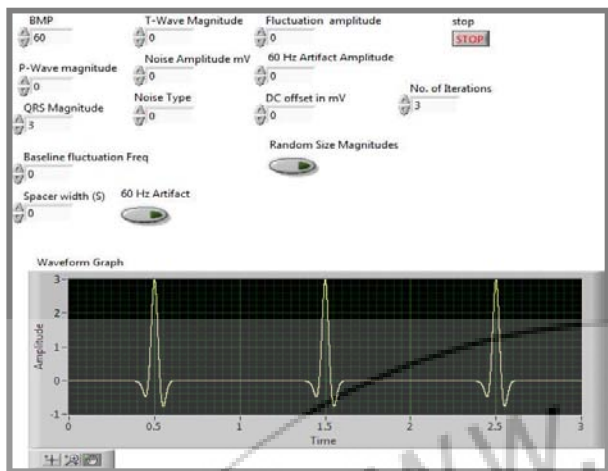 BMP T-Wave Magnitude Fluctuation amplitude stop
60 0 0 STOP
P-Wave magnitude Noise Amplitude mV 60 Hz Artifact Amplitude
0 0 0 No. of Iterations
QRS Magnitude Noise Type DC offset in mV 3
3 0 0
Random Size Magnitudes
Baseline fluctuation Freq
0
Spacer width (S) 60 Hz Artifact
0
Waveform Graph
3
2
1
0
-1
Amplitude
0 0.5 1 1.5 2 2.5 3
Time